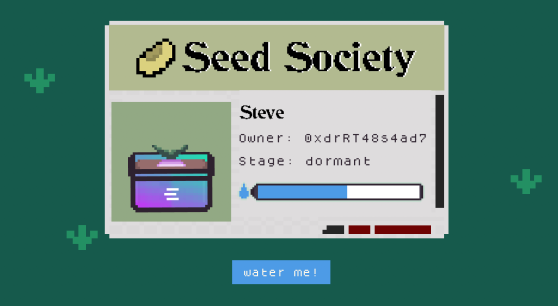 Seed Society
Steve
Owner: 0xdrRT48s4ad7
Stage: dormant
water me!